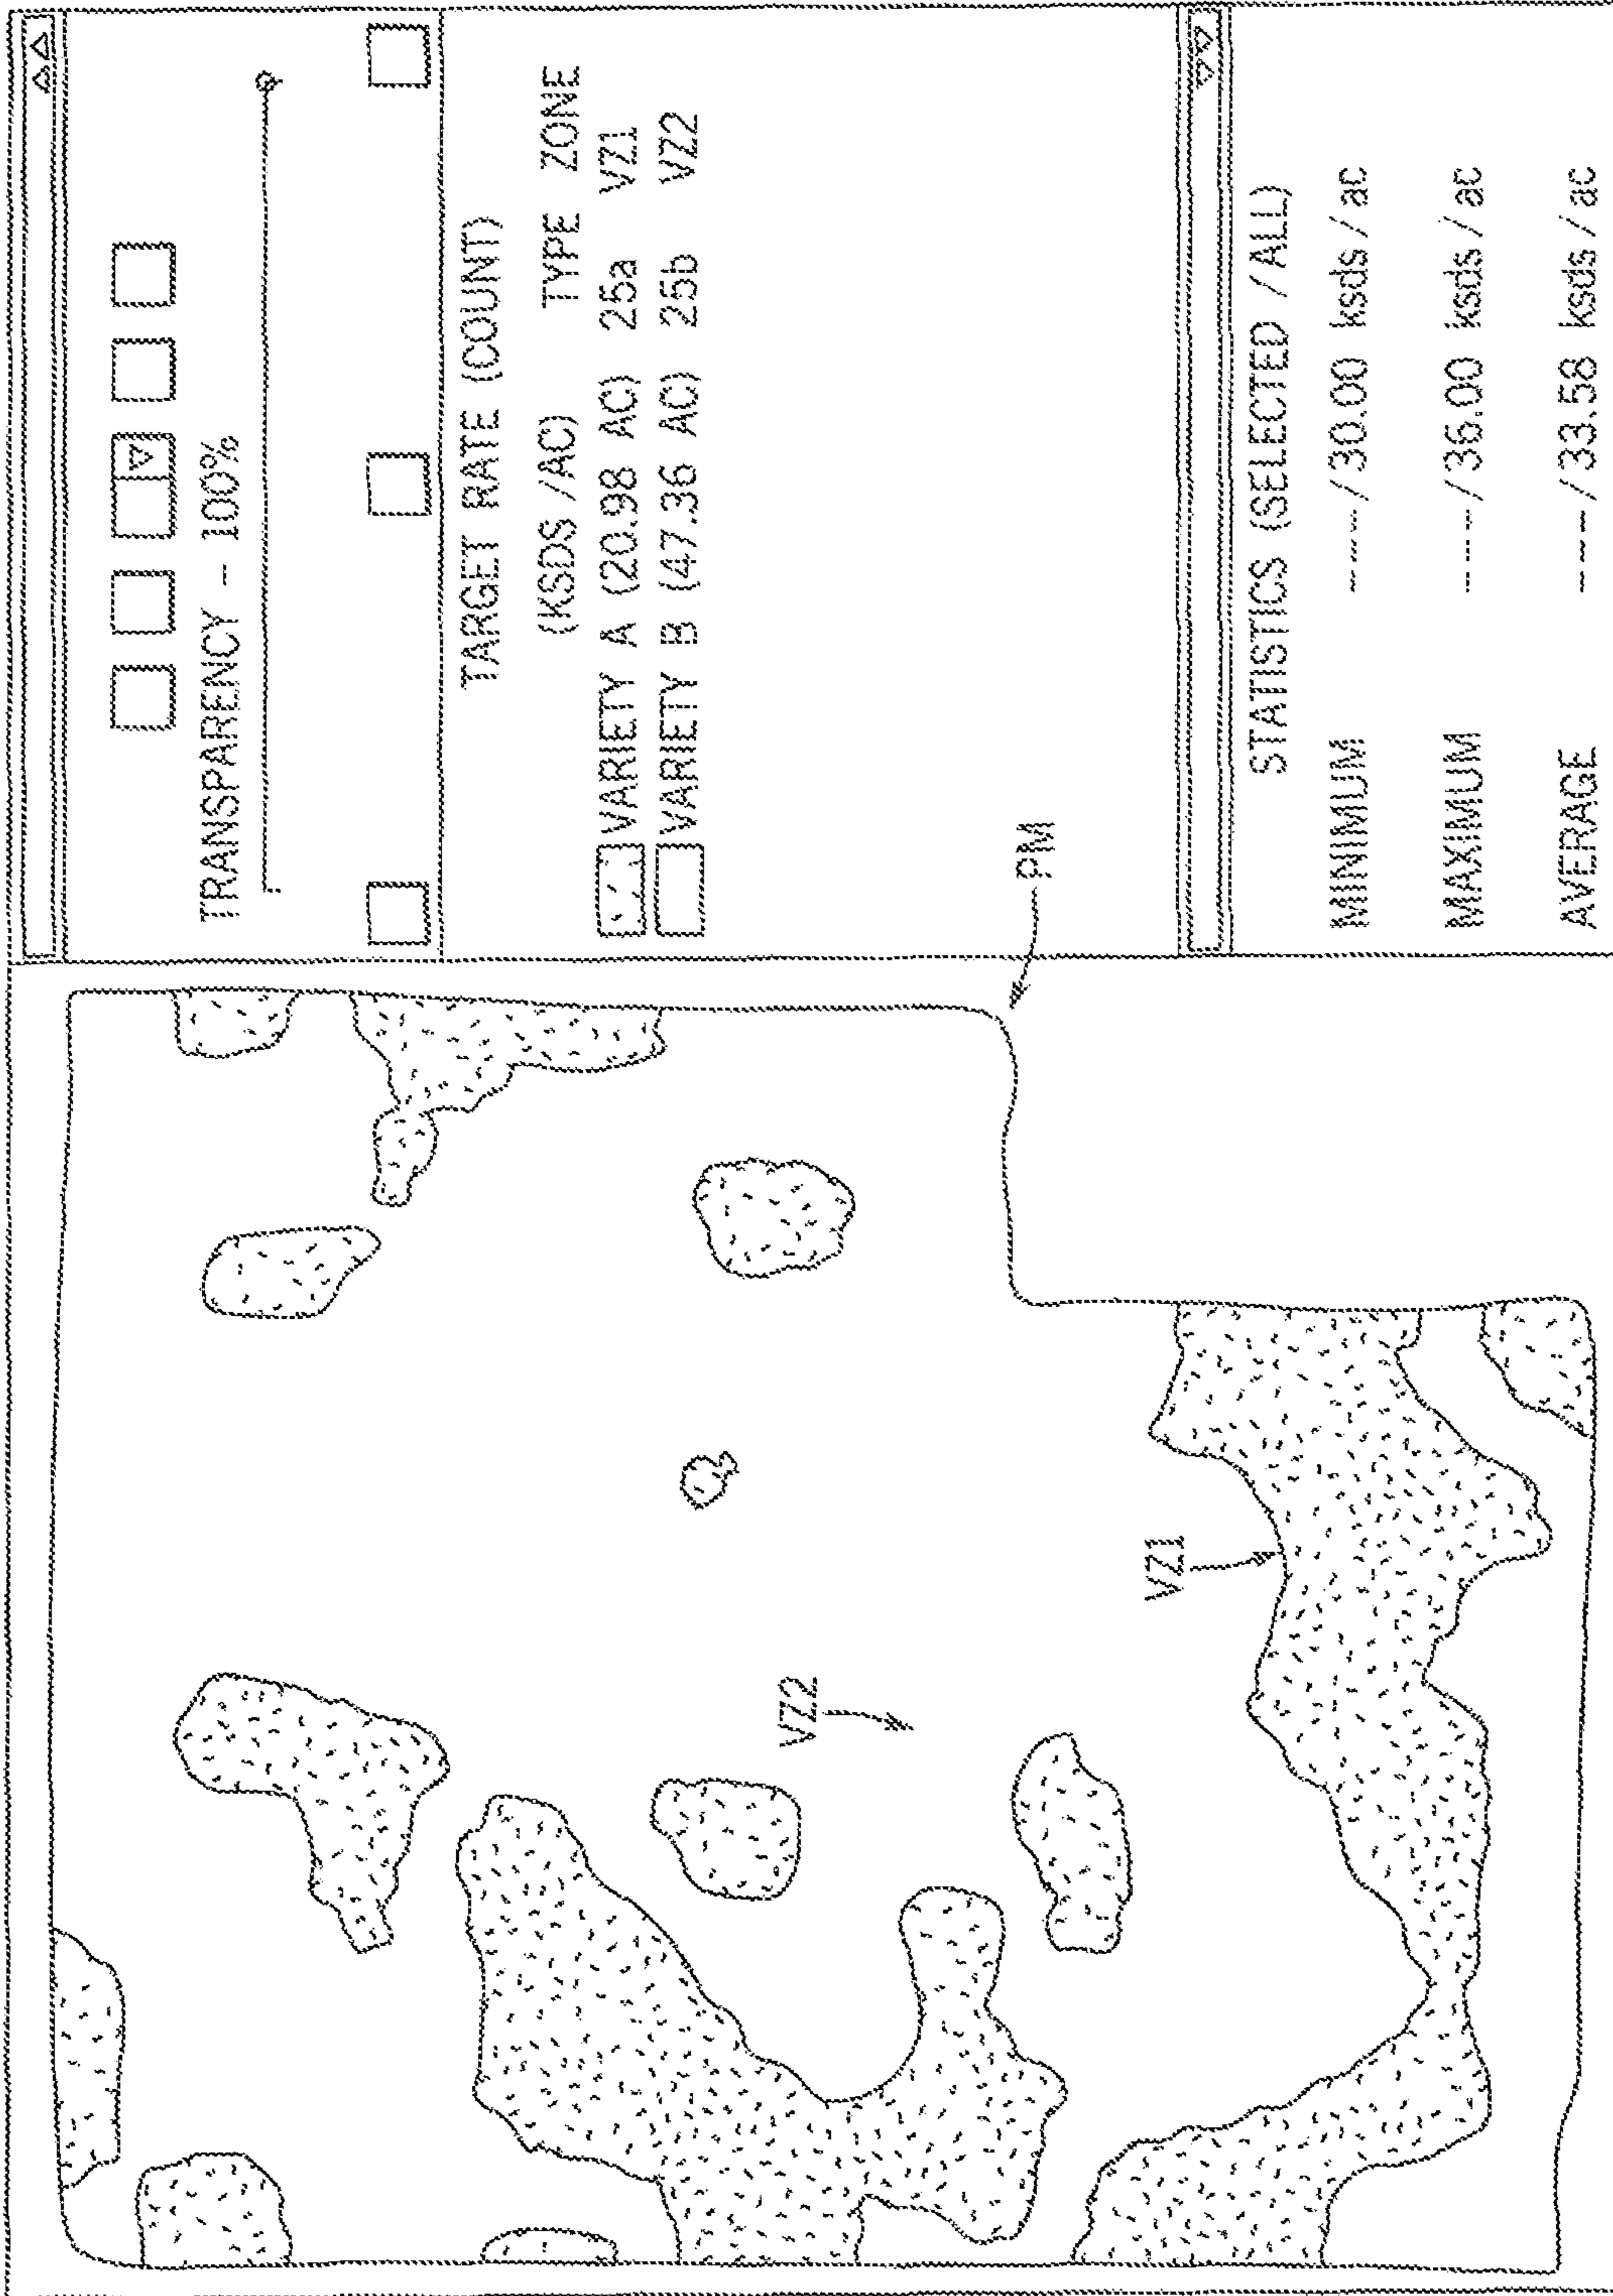 TRANSPARENCY - 100%
TARGET RATE (COUNT)
(KSDS /AC) TYPE ZONE
VARIETY A (20.98 AC) 25a VZ1
VARIETY B (47.36 AC) 25b VZ2
STATISTICS (SELECTED /ALL)
MINIMUM ---- / 30.00 ksds / ac
MAXIMUM ---- / 36.00 ksds / ac
AVERAGE --- / 33.58 ksds / ac
PM
VZ1
VZ2